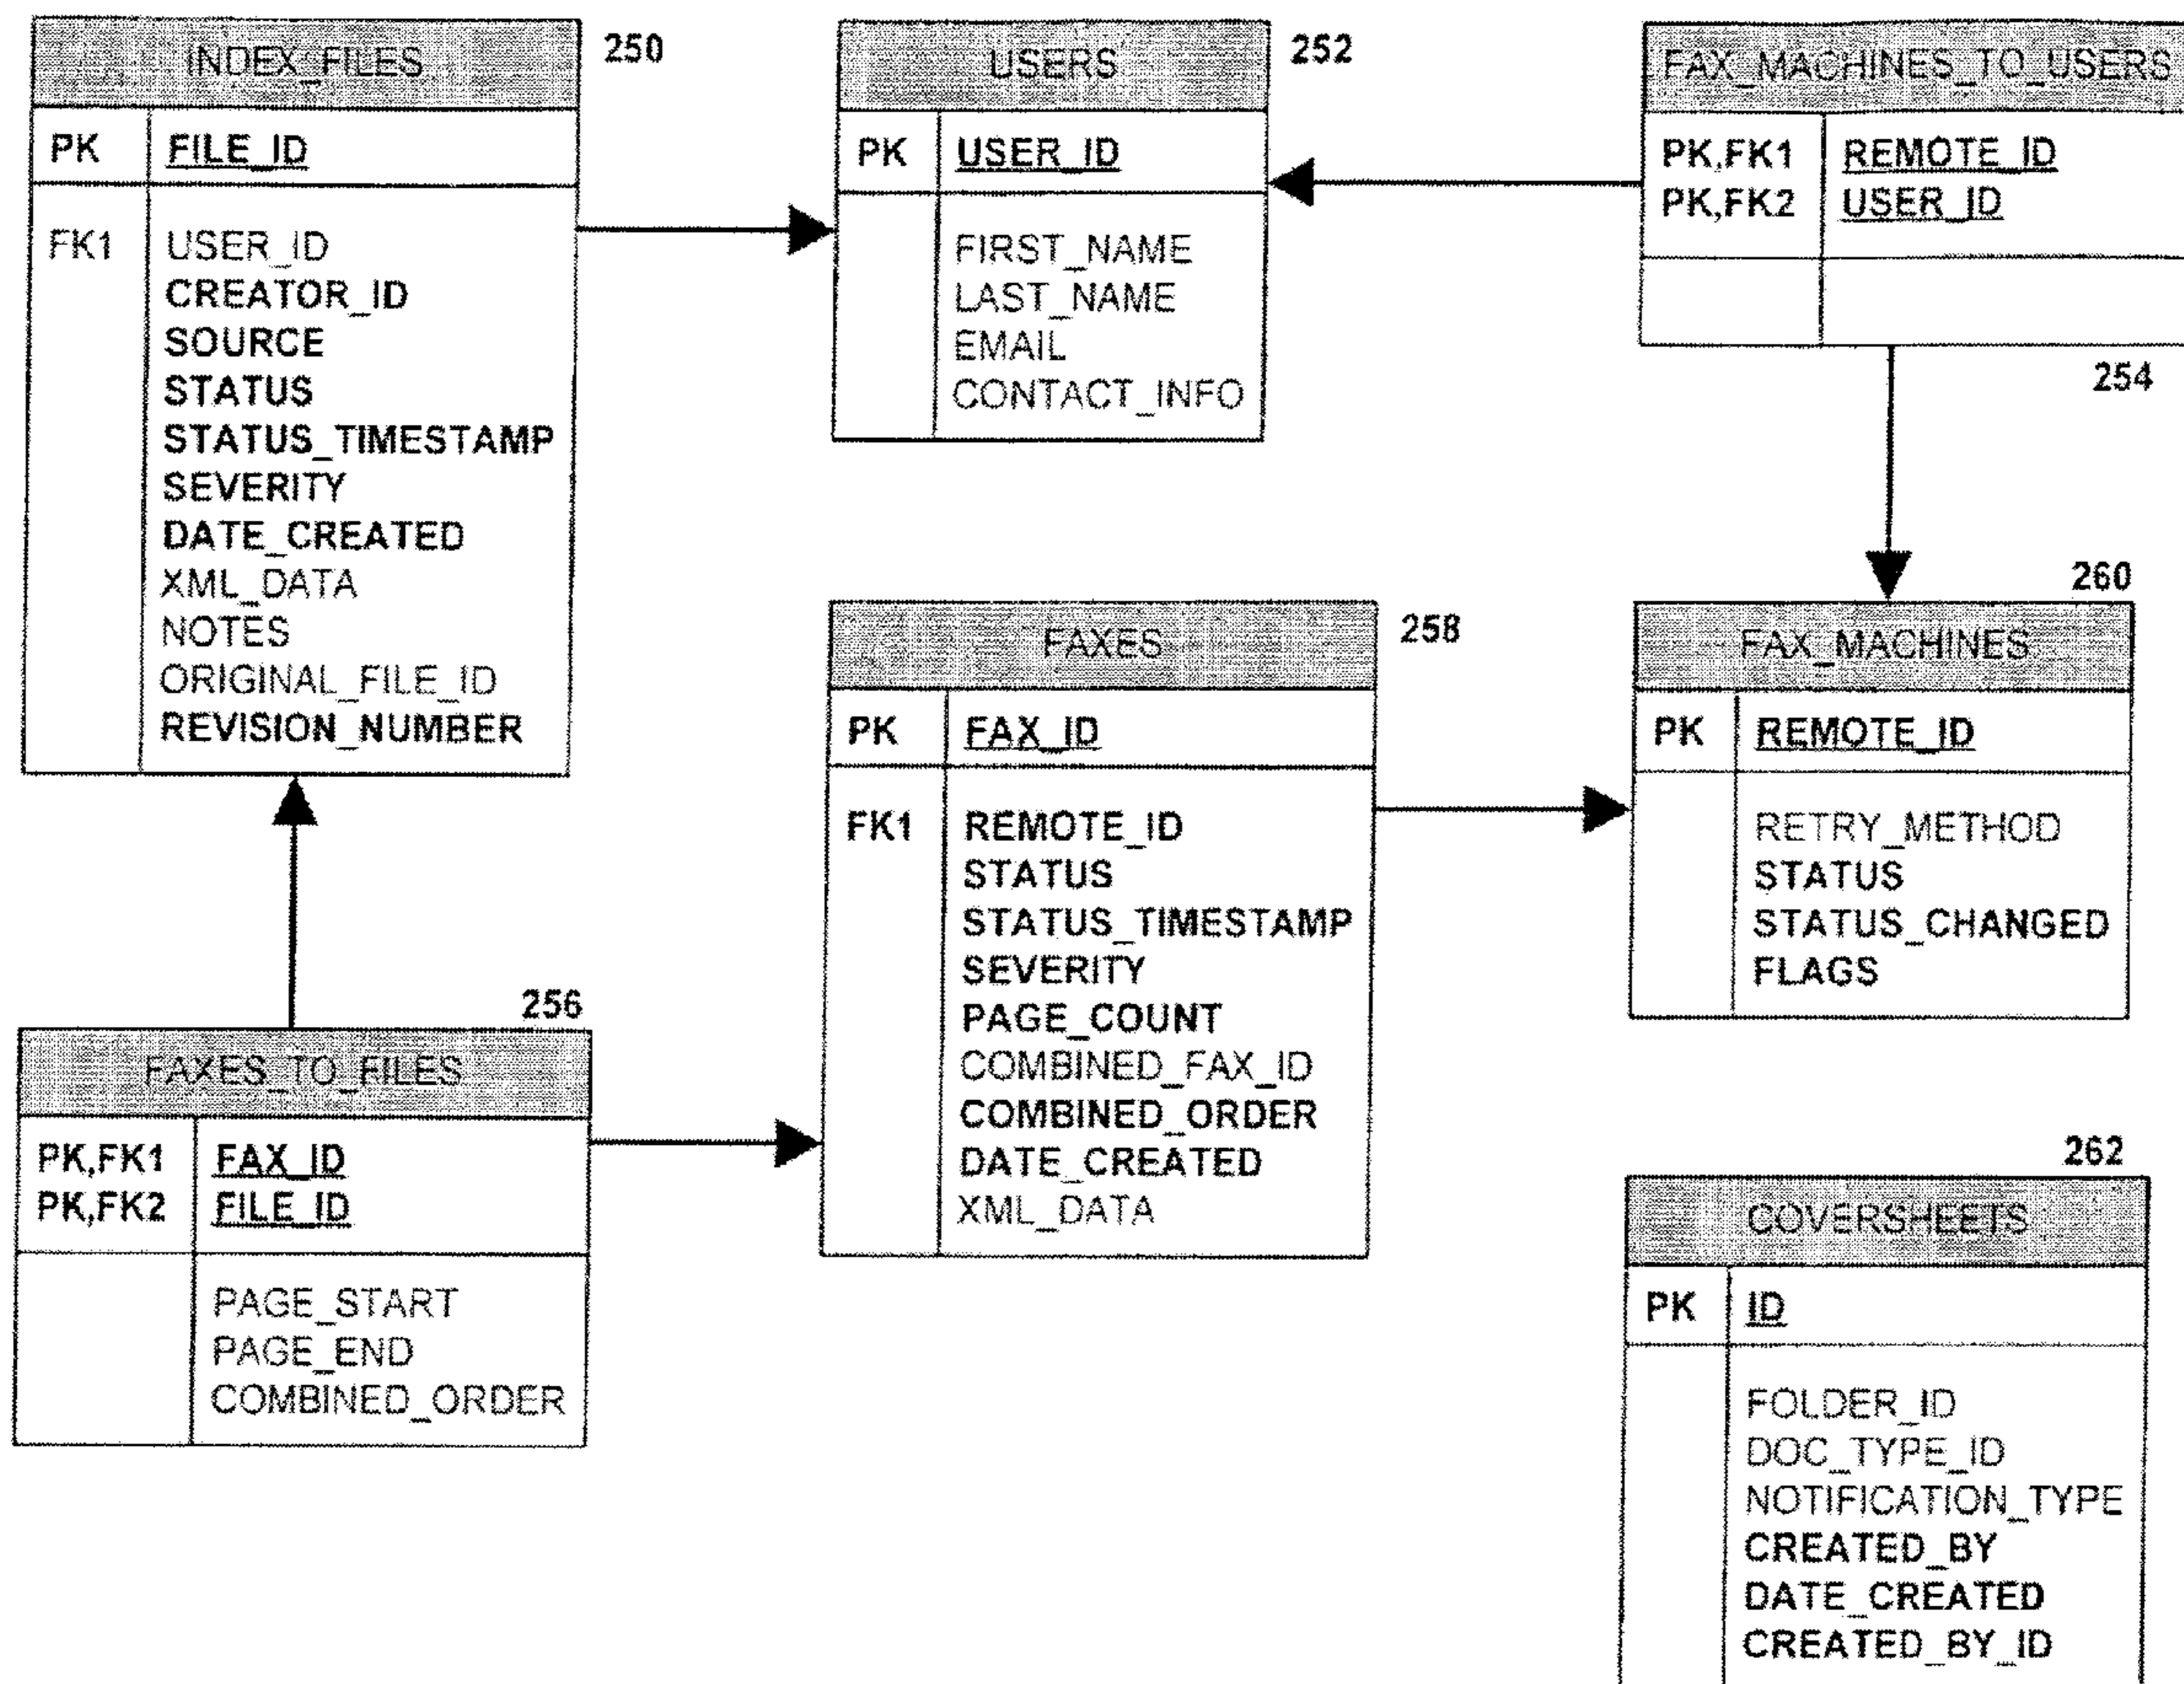 INDEX_FILES
250
PK FILE_ID
FK1 USER_ID
CREATOR_ID
SOURCE
STATUS
STATUS_TIMESTAMP
SEVERITY
DATE_CREATED
XML_DATA
NOTES
ORIGINAL_FILE_ID
REVISION_NUMBER
USERS
252
PK USER_ID
FIRST_NAME
LAST_NAME
EMAIL
CONTACT_INFO
FAX_MACHINES_TO_USERS
PK,FK1 REMOTE_ID
PK,FK2 USER_ID
254
256
FAXES_TO_FILES
PK,FK1 FAX_ID
PK,FK2 FILE_ID
PAGE_START
PAGE_END
COMBINED_ORDER
FAXES
258
PK FAX_ID
FK1 REMOTE_ID
STATUS
STATUS_TIMESTAMP
SEVERITY
PAGE_COUNT
COMBINED_FAX_ID
COMBINED_ORDER
DATE_CREATED
XML_DATA
260
FAX_MACHINES
PK REMOTE_ID
RETRY_METHOD
STATUS
STATUS_CHANGED
FLAGS
262
COVERSHEETS
PK ID
FOLDER_ID
DOC_TYPE_ID
NOTIFICATION_TYPE
CREATED_BY
DATE_CREATED
CREATED_BY_ID